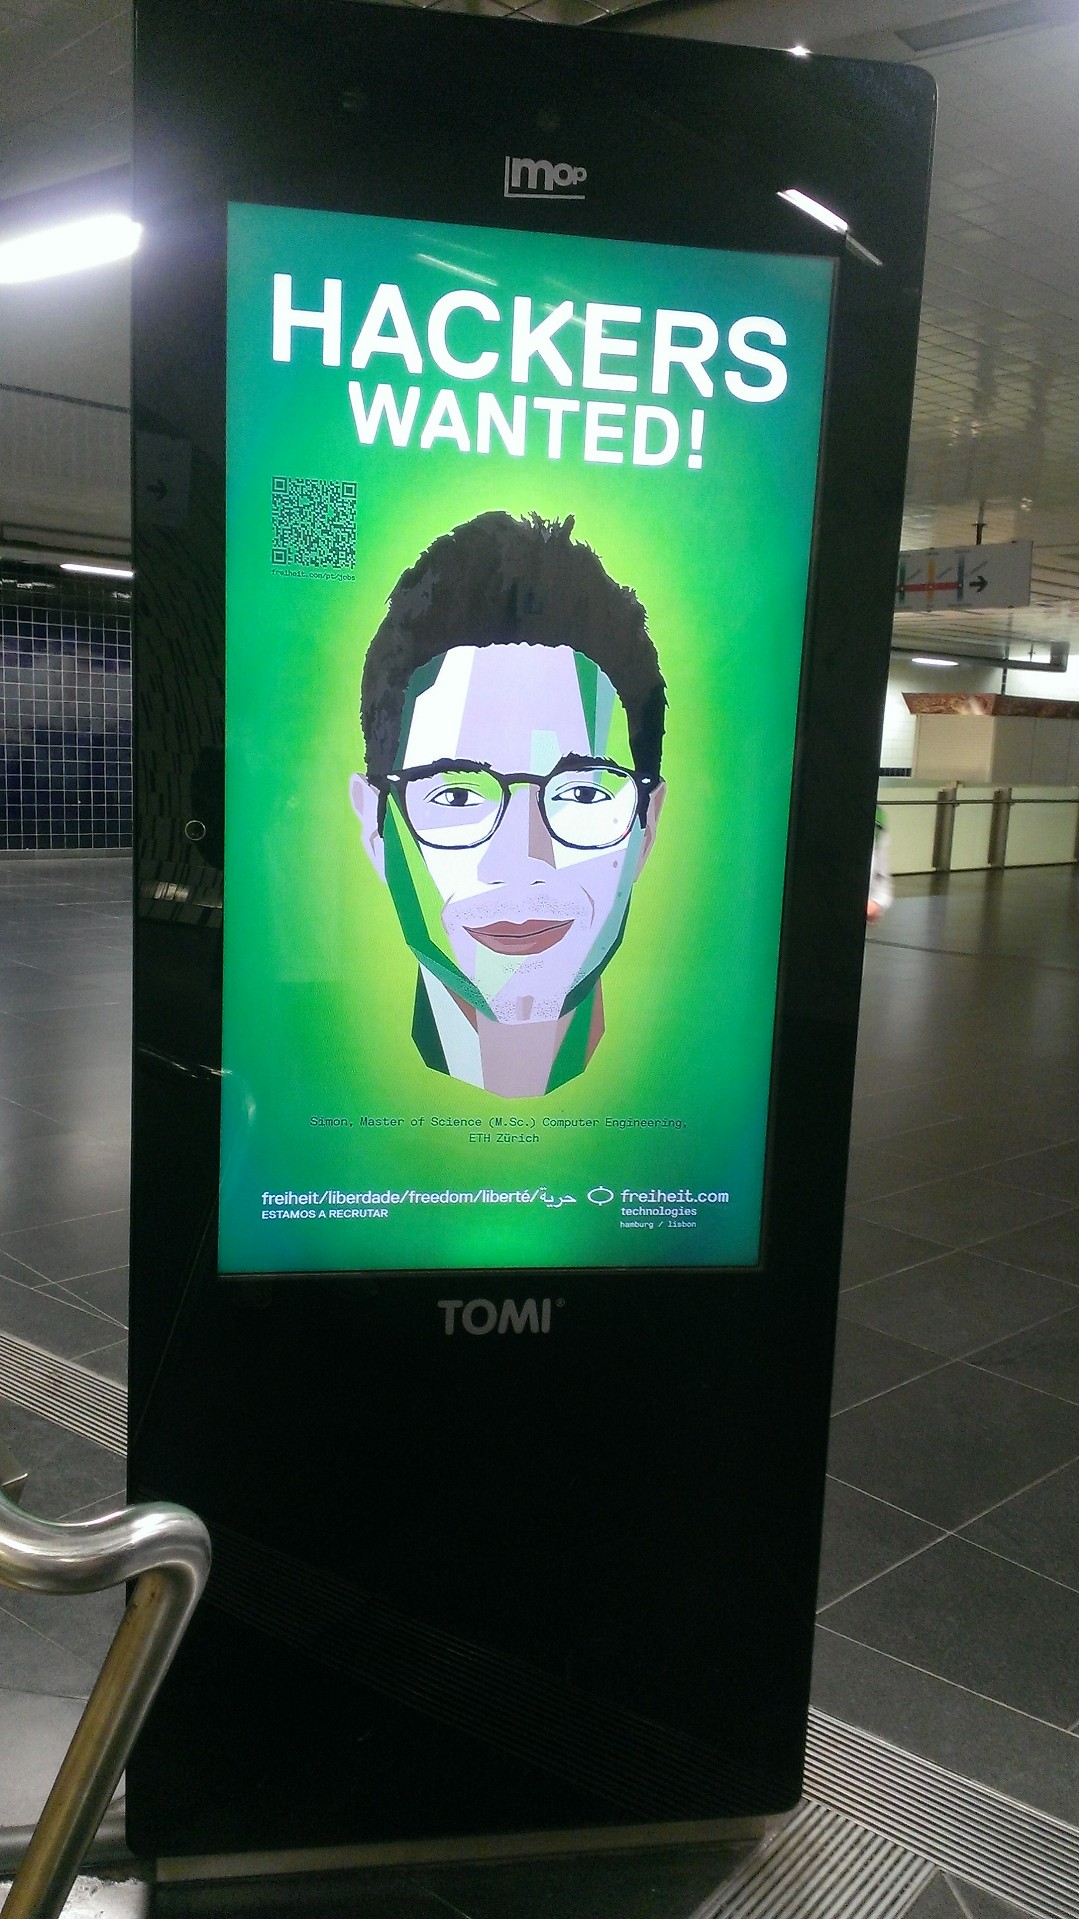 mop
HACKERS
WANTED!
freiheit.com/pt/jobs
Simon, Master of Science (M.Sc.) Computer Engineering,
ETH Zürich
freiheit/liberdade/freedom/liberté/حرية
ESTAMOS A RECRUTAR
freiheit.com
technologies
hamburg / lisbon
TOMI®